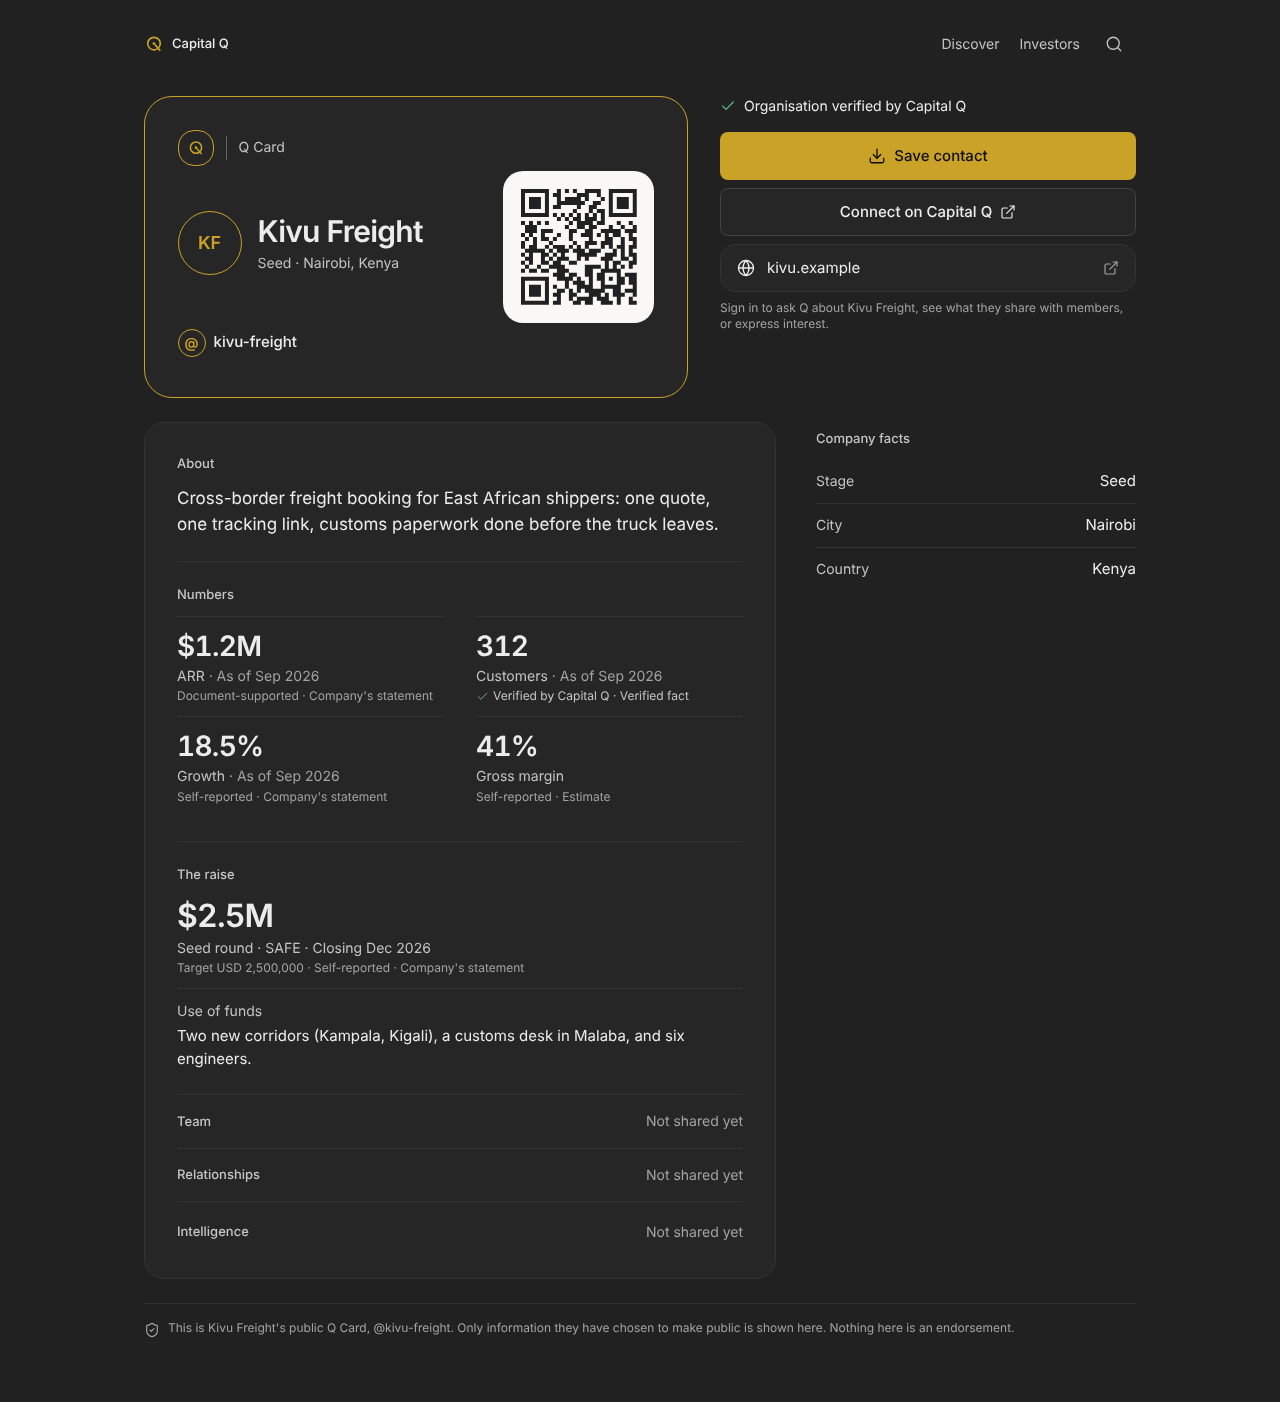 Capital Q
Discover
Investors
Q Card
KF
Kivu Freight
Seed · Nairobi, Kenya
@ kivu-freight
Organisation verified by Capital Q
Save contact
Connect on Capital Q
kivu.example
Sign in to ask Q about Kivu Freight, see what they share with members,
or express interest.
About
Cross-border freight booking for East African shippers: one quote,
one tracking link, customs paperwork done before the truck leaves.
Numbers
$1.2M
ARR · As of Sep 2026
Document-supported · Company's statement
312
Customers · As of Sep 2026
Verified by Capital Q · Verified fact
18.5%
Growth · As of Sep 2026
Self-reported · Company's statement
41%
Gross margin
Self-reported · Estimate
The raise
$2.5M
Seed round · SAFE · Closing Dec 2026
Target USD 2,500,000 · Self-reported · Company's statement
Use of funds
Two new corridors (Kampala, Kigali), a customs desk in Malaba, and six
engineers.
Team
Not shared yet
Relationships
Not shared yet
Intelligence
Not shared yet
Company facts
Stage
Seed
City
Nairobi
Country
Kenya
This is Kivu Freight's public Q Card, @kivu-freight. Only information they have chosen to make public is shown here. Nothing here is an endorsement.